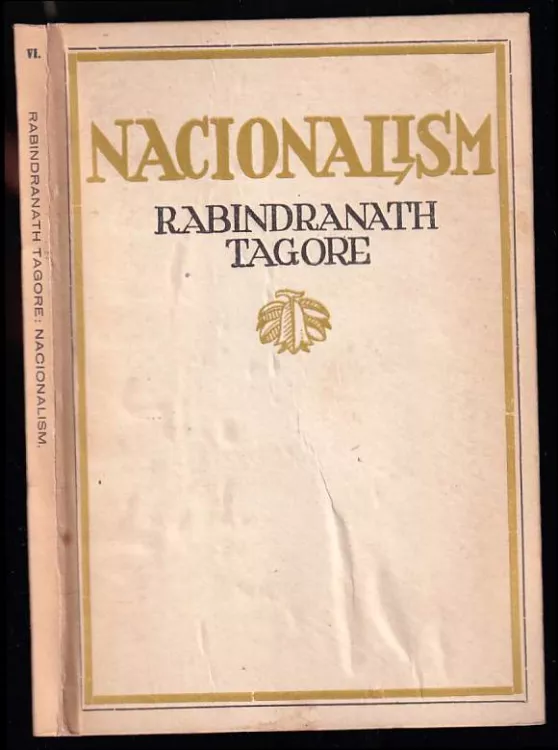 VI.
RABINDRANATH TAGORE: NACIONALISM.
NACIONALISM
RABINDRANATH
TAGORE